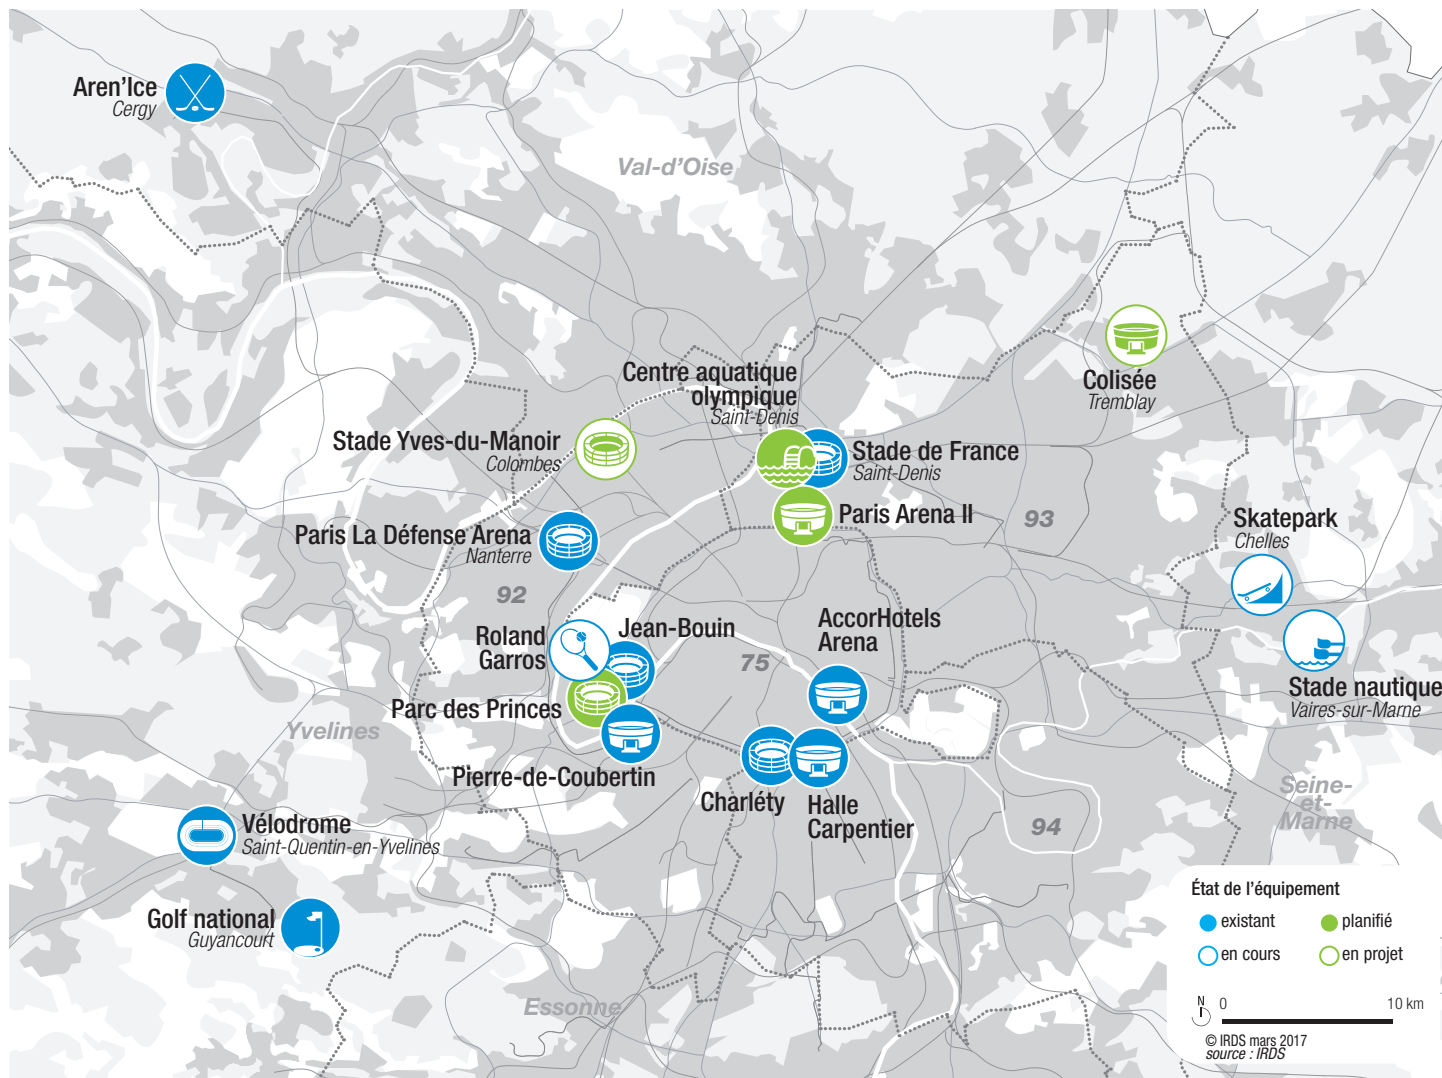 Aren'Ice
Cergy
Val-d'Oise
Centre aquatique
olympique
Saint-Denis
Colisée
Tremblay
Stade Yves-du-Manoir
Colombes
Stade de France
Saint-Denis
Paris Arena II
93
Skatepark
Chelles
Paris La Défense Arena
Nanterre
92
Roland
Garros
Jean-Bouin
AccorHotels
Arena
75
Stade nautique
Vaires-sur-Marne
Parc des Princes
Yvelines
Pierre-de-Coubertin
Charléty
Halle
Carpentier
94
Seine-
et-
Marne
Vélodrome
Saint-Quentin-en-Yvelines
Golf national
Guyancourt
Essonne
État de l'équipement
existant
planifié
en cours
en projet
N
0
10 km
© IRDS mars 2017
source : IRDS